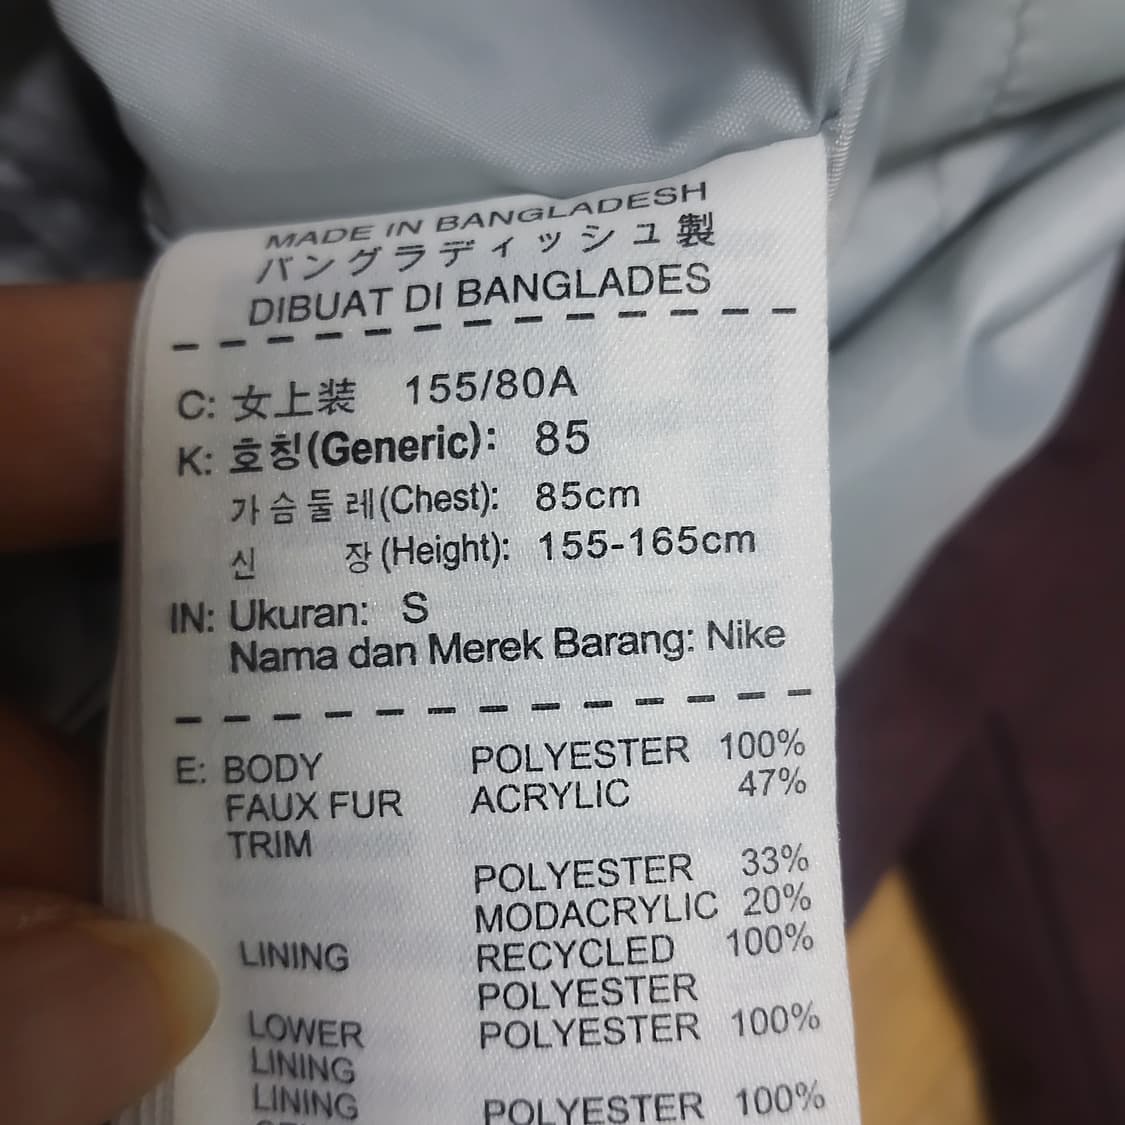 MADE IN BANGLADESH
バングラディッシュ製
DIBUAT DI BANGLADES
C: 女上装 155/80A
K: 호칭(Generic): 85
가슴둘레(Chest): 85cm
신 장(Height): 155-165cm
IN: Ukuran: S
Nama dan Merek Barang: Nike
E: BODY POLYESTER 100%
FAUX FUR ACRYLIC 47%
TRIM
POLYESTER 33%
MODACRYLIC 20%
LINING RECYCLED 100%
POLYESTER
LOWER POLYESTER 100%
LINING
LINING POLYESTER 100%